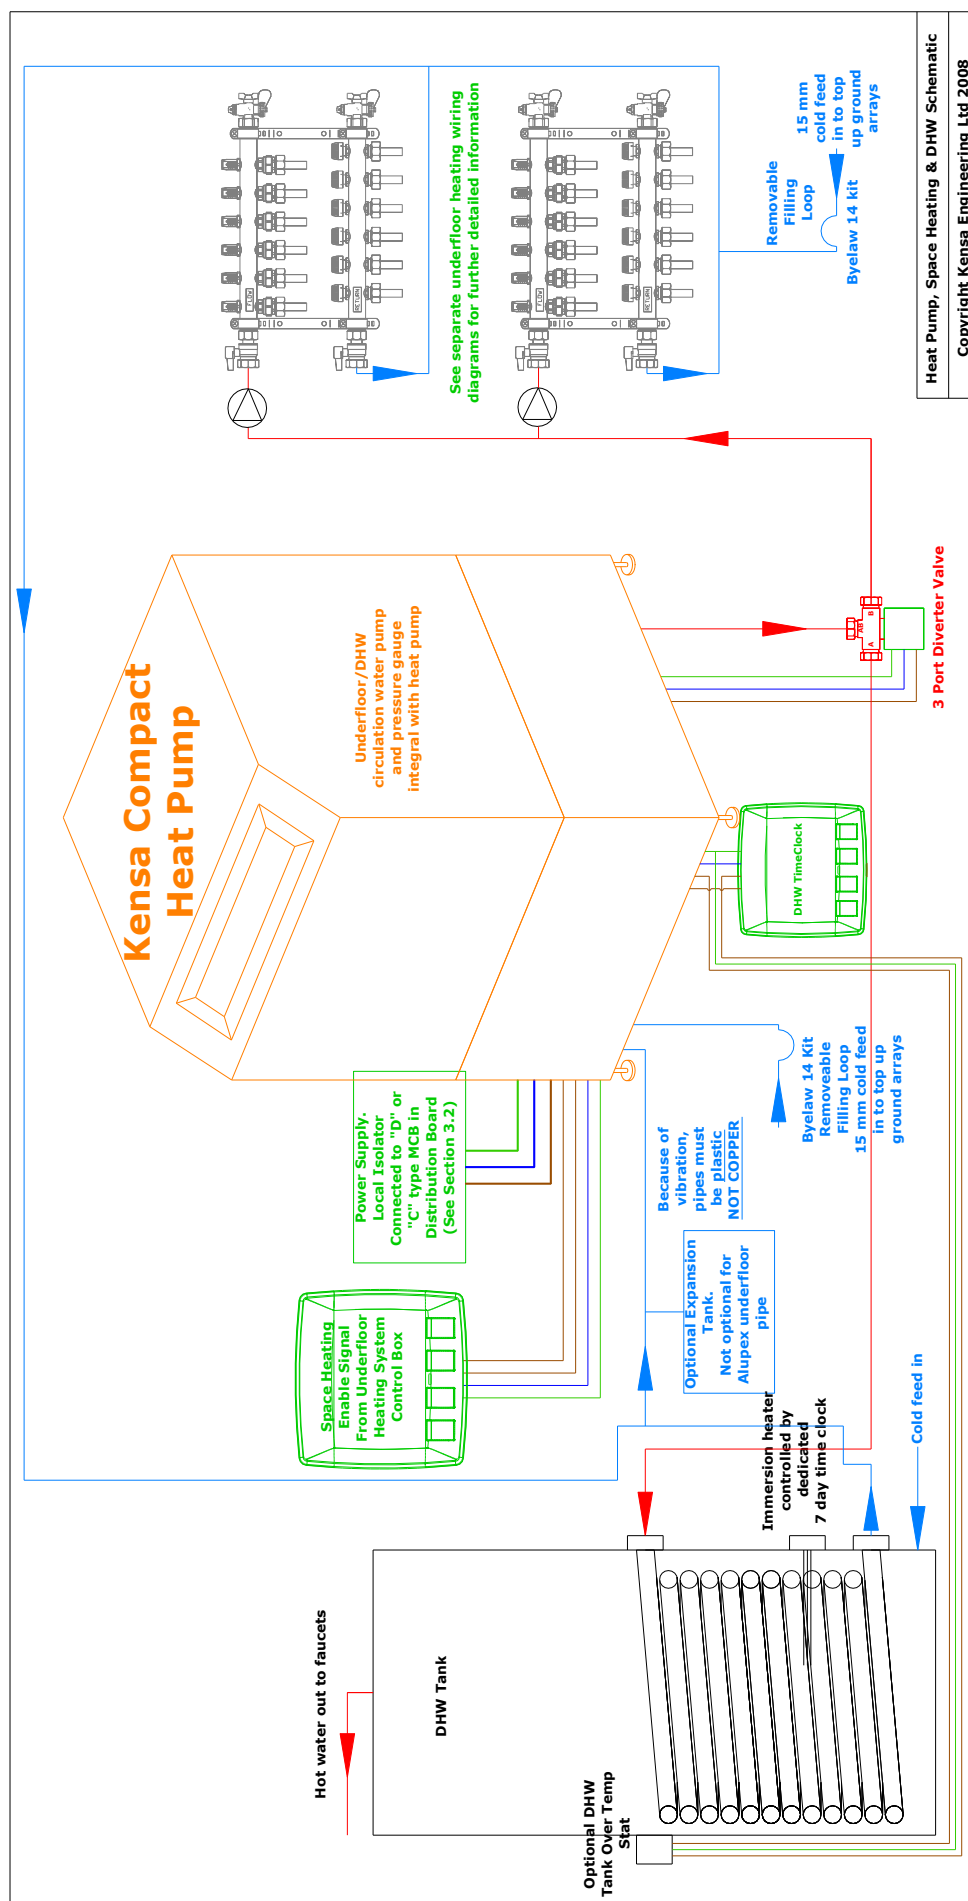 Heat Pump, Space Heating & DHW Schematic
Copyright Kensa Engineering Ltd 2008
15 mm
cold feed
in to top
up ground
arrays
Removable
Filling
Loop
Byelaw 14 kit
See separate underfloor heating wiring
diagrams for further detailed information
FLOW
RETURN
FLOW
RETURN
Kensa Compact
Heat Pump
Underfloor/DHW
circulation water pump
and pressure gauge
integral with heat pump
3 Port Diverter Valve
A
AB
B
DHW TimeClock
Power Supply.
Local Isolator
Connected to "D" or
"C" type MCB in
Distribution Board
(See Section 3.2)
Byelaw 14 Kit
Removeable
Filling Loop
15 mm cold feed
in to top up
ground arrays
Because of
vibration,
pipes must
be plastic
NOT COPPER
Optional Expansion
Tank.
Not optional for
Alupex underfloor
pipe
Space Heating
Enable Signal
From Underfloor
Heating System
Control Box
Immersion heater
controlled by
dedicated
7 day time clock
Cold feed in
Hot water out to faucets
DHW Tank
Optional DHW
Tank Over Temp
Stat